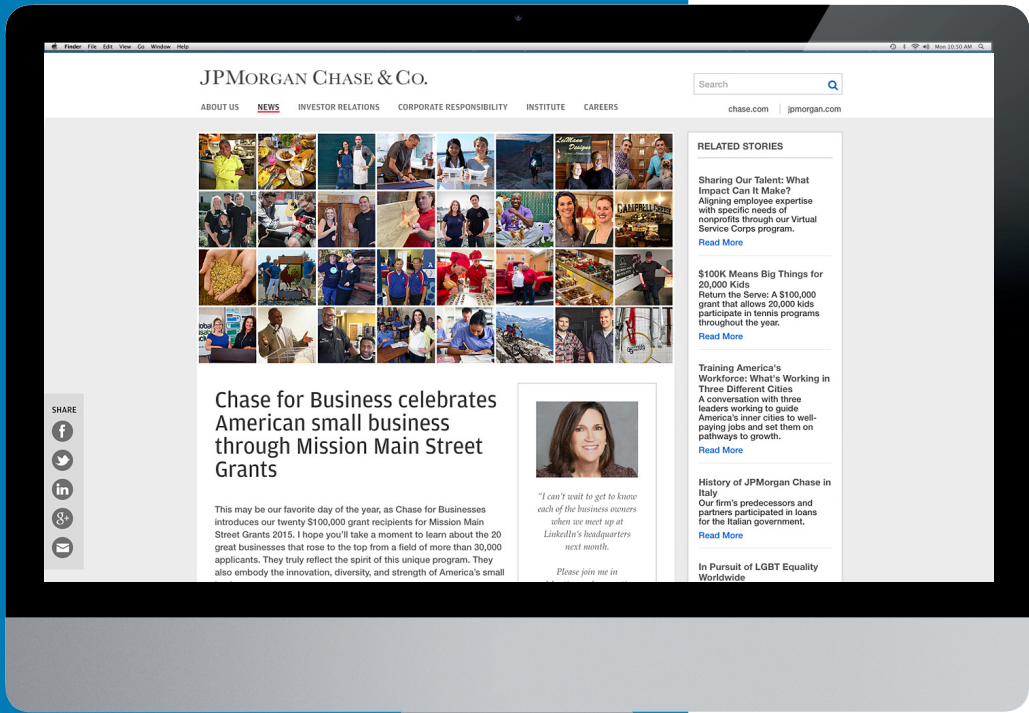 Finder File Edit View Go Window Help
Mon 10:50 AM
JPMORGAN CHASE & CO.
Search
ABOUT US NEWS INVESTOR RELATIONS CORPORATE RESPONSIBILITY INSTITUTE CAREERS
chase.com jpmorgan.com
LeeMann
Designs
CAMPBELL CHEESE
SHARE
Chase for Business celebrates
American small business
through Mission Main Street
Grants
This may be our favorite day of the year, as Chase for Businesses
introduces our twenty $100,000 grant recipients for Mission Main
Street Grants 2015. I hope you'll take a moment to learn about the 20
great businesses that rose to the top from a field of more than 30,000
applicants. They truly reflect the spirit of this unique program. They
also embody the innovation, diversity, and strength of America's small
"I can't wait to get to know
each of the business owners
when we meet up at
LinkedIn's headquarters
next month.
Please join me in
RELATED STORIES
Sharing Our Talent: What
Impact Can It Make?
Aligning employee expertise
with specific needs of
nonprofits through our Virtual
Service Corps program.
Read More
$100K Means Big Things for
20,000 Kids
Return the Serve: A $100,000
grant that allows 20,000 kids
participate in tennis programs
throughout the year.
Read More
Training America's
Workforce: What's Working in
Three Different Cities
A conversation with three
leaders working to guide
America's inner cities to well-
paying jobs and set them on
pathways to growth.
Read More
History of JPMorgan Chase in
Italy
Our firm's predecessors and
partners participated in loans
for the Italian government.
Read More
In Pursuit of LGBT Equality
Worldwide